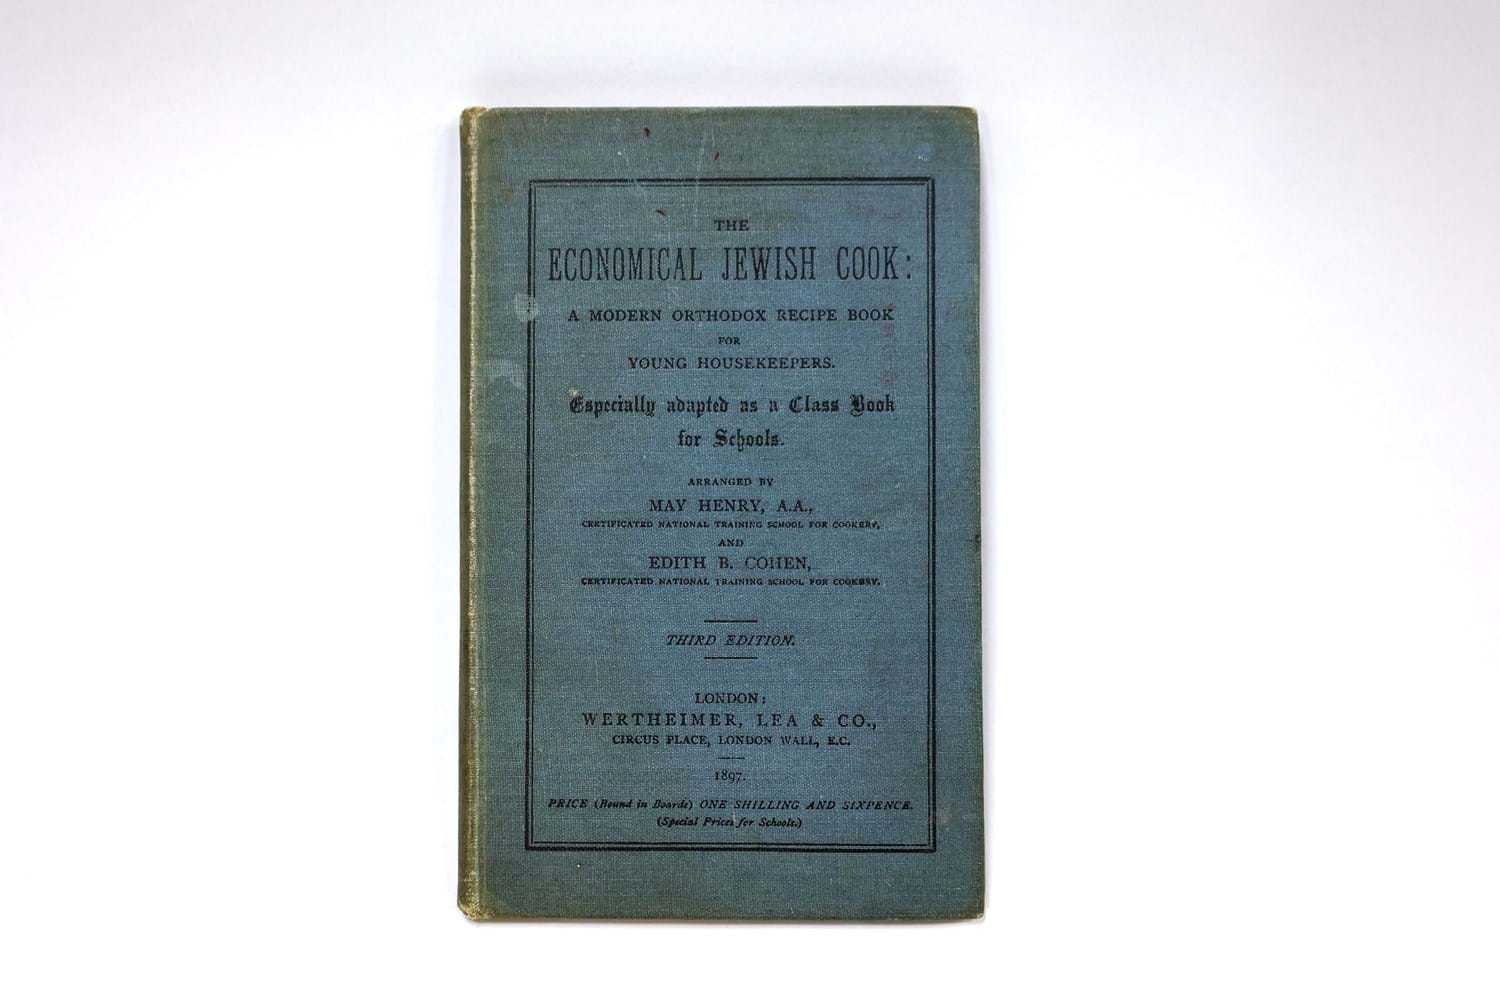 THE
ECONOMICAL JEWISH COOK:
A MODERN ORTHODOX RECIPE BOOK
FOR
YOUNG HOUSEKEEPERS.
Especially adapted as a Class Book
for Schools.
ARRANGED BY
MAY HENRY, A.A.,
CERTIFICATED NATIONAL TRAINING SCHOOL FOR COOKERY,
AND
EDITH B. COHEN,
CERTIFICATED NATIONAL TRAINING SCHOOL FOR COOKERY.
THIRD EDITION.
LONDON:
WERTHEIMER, LEA & CO.,
CIRCUS PLACE, LONDON WALL, E.C.
1897.
PRICE (Bound in Boards) ONE SHILLING AND SIXPENCE.
(Special Prices for Schools.)